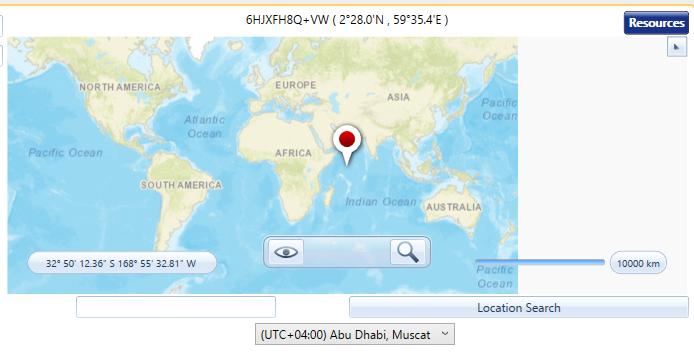 6HJXFH8Q+VW ( 2°28.0'N , 59°35.4'E )
Resources
NORTH AMERICA
EUROPE
ASIA
Atlantic
Ocean
Pacific
Ocean
Pacific Ocean
AFRICA
SOUTH AMERICA
Indian Ocean
AUSTRALIA
32° 50' 12.36" S 168° 55' 32.81" W
10000 km
Pacific
Ocean
Location Search
(UTC+04:00) Abu Dhabi, Muscat